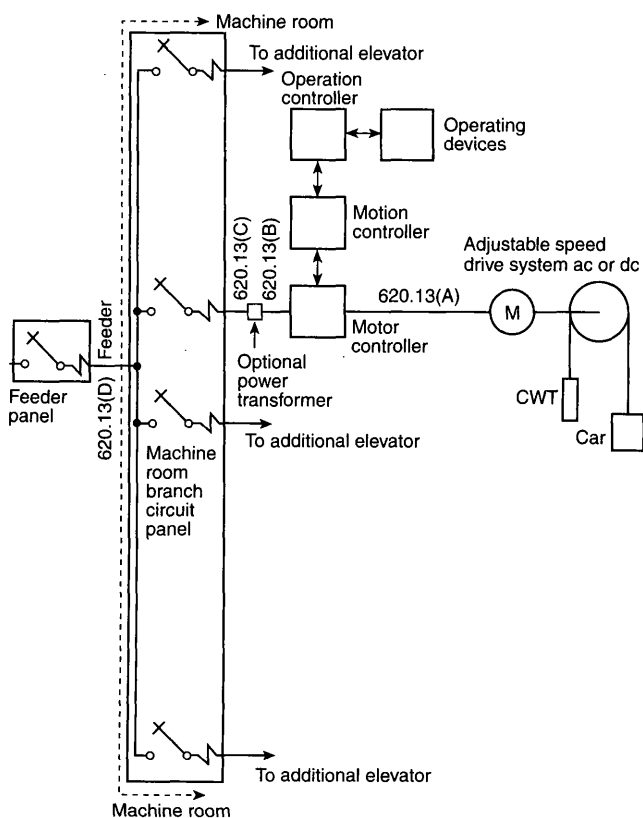 Machine room
To additional elevator
Operation
controller
Operating
devices
Motion
controller
620.13(C)
620.13(B)
Adjustable speed
drive system ac or dc
620.13(A)
M
Motor
controller
Feeder
620.13(D)
Feeder
panel
Optional
power
transformer
CWT
Car
To additional elevator
Machine
room
branch
circuit
panel
To additional elevator
Machine room